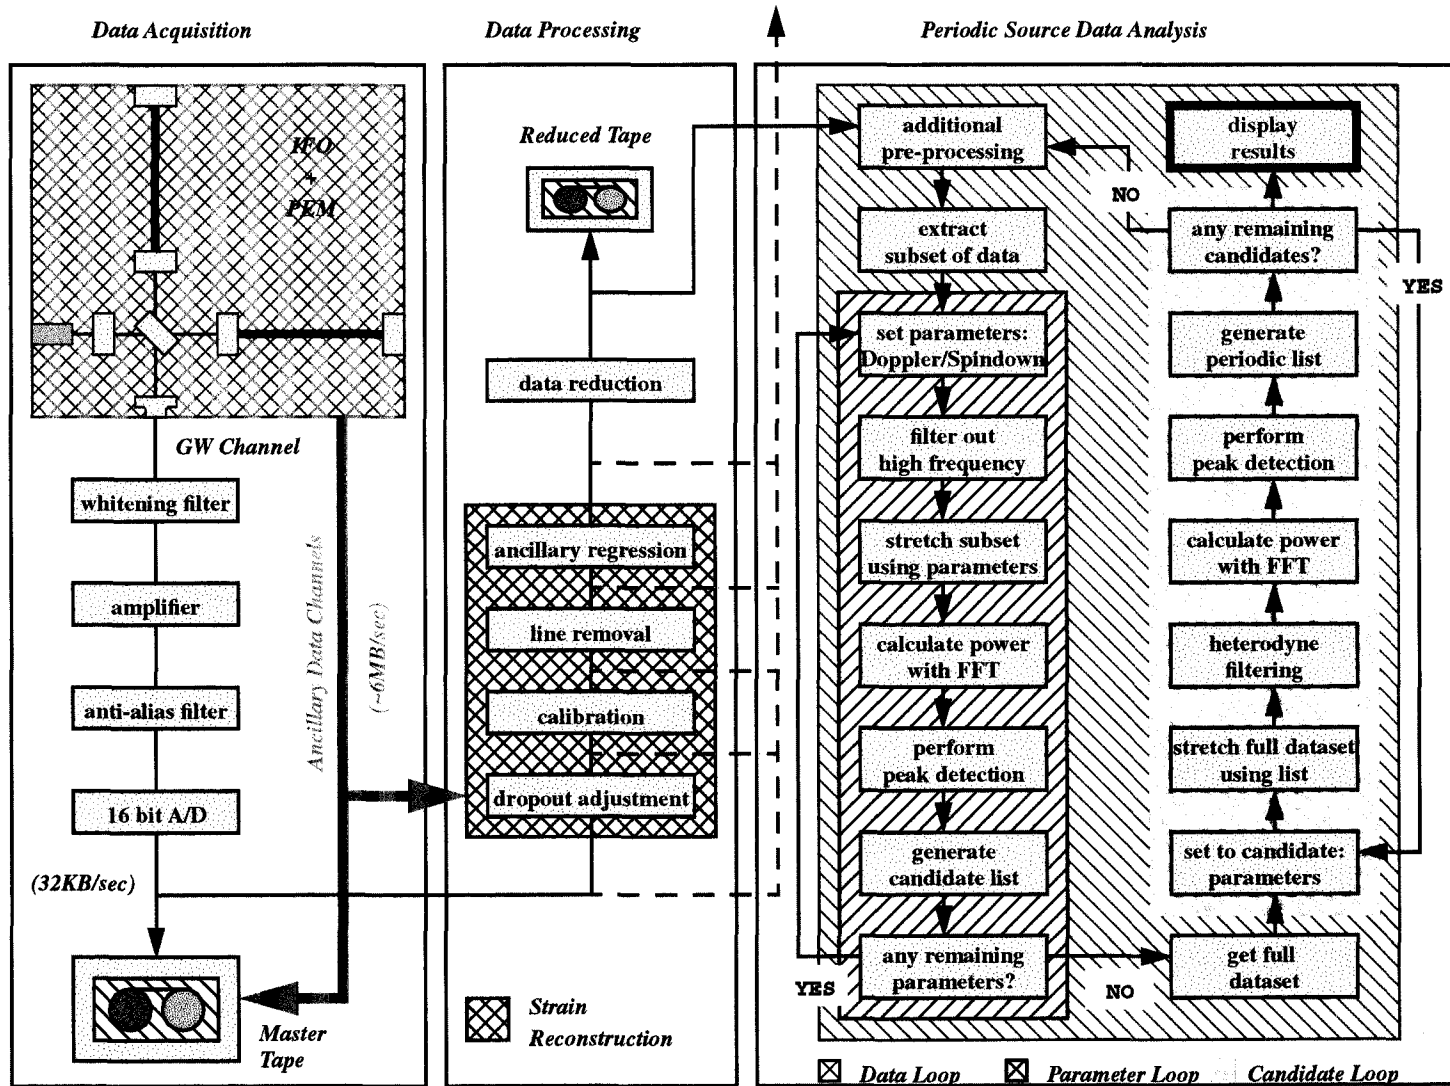 Data Acquisition
Data Processing
Periodic Source Data Analysis
IFO
+
PEM
GW Channel
whitening filter
amplifier
anti-alias filter
16 bit A/D
(32KB/sec)
Master
Tape
Ancillary Data Channels
(~6MB/sec)
Reduced Tape
data reduction
ancillary regression
line removal
calibration
dropout adjustment
Strain
Reconstruction
additional
pre-processing
extract
subset of data
set parameters:
Doppler/Spindown
filter out
high frequency
stretch subset
using parameters
calculate power
with FFT
perform
peak detection
generate
candidate list
any remaining
parameters?
YES
NO
display
results
NO
any remaining
candidates?
YES
generate
periodic list
perform
peak detection
calculate power
with FFT
heterodyne
filtering
stretch full dataset
using list
set to candidate:
parameters
get full
dataset
Data Loop
Parameter Loop
Candidate Loop